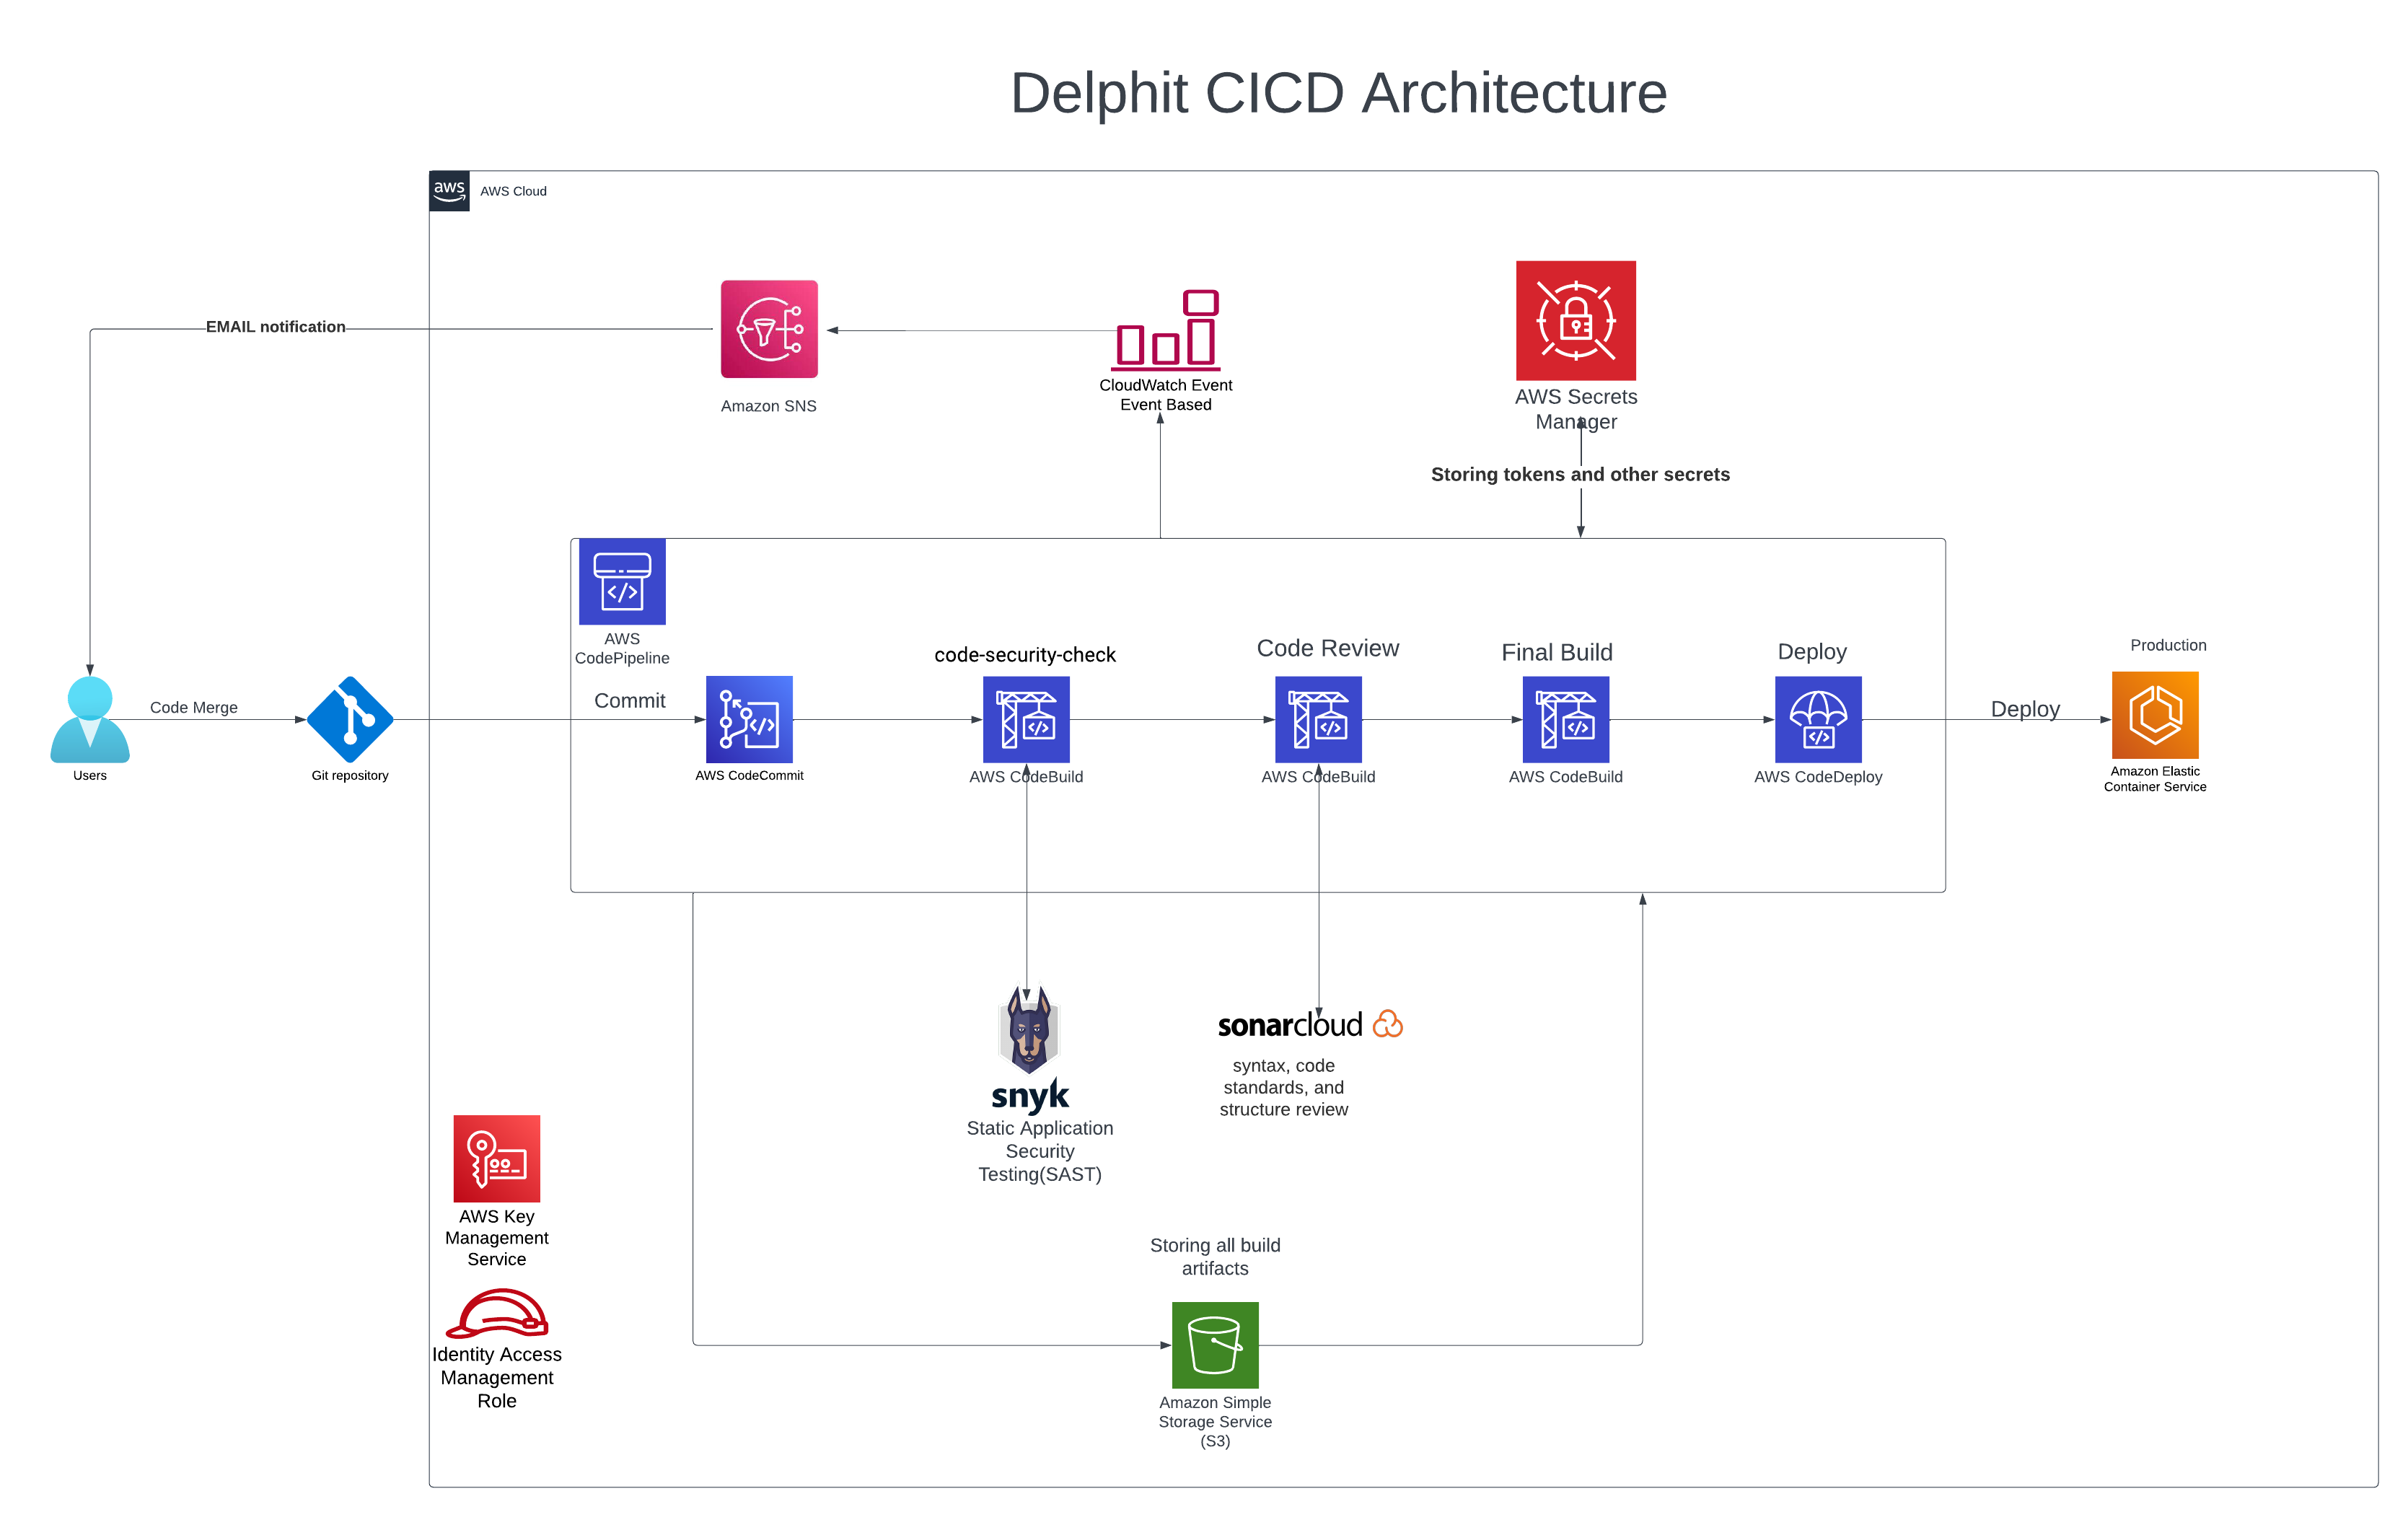 Delphit CICD Architecture
aws
AWS Cloud
EMAIL notification
Amazon SNS
CloudWatch Event
Event Based
AWS Secrets
Manager
Storing tokens and other secrets
AWS
CodePipeline
code-security-check
Code Review
Final Build
Deploy
Production
Code Merge
Commit
Deploy
Users
Git repository
AWS CodeCommit
AWS CodeBuild
AWS CodeBuild
AWS CodeBuild
AWS CodeDeploy
Amazon Elastic
Container Service
snyk
Static Application
Security
Testing(SAST)
sonarcloud
syntax, code
standards, and
structure review
AWS Key
Management
Service
Identity Access
Management
Role
Storing all build
artifacts
Amazon Simple
Storage Service
(S3)